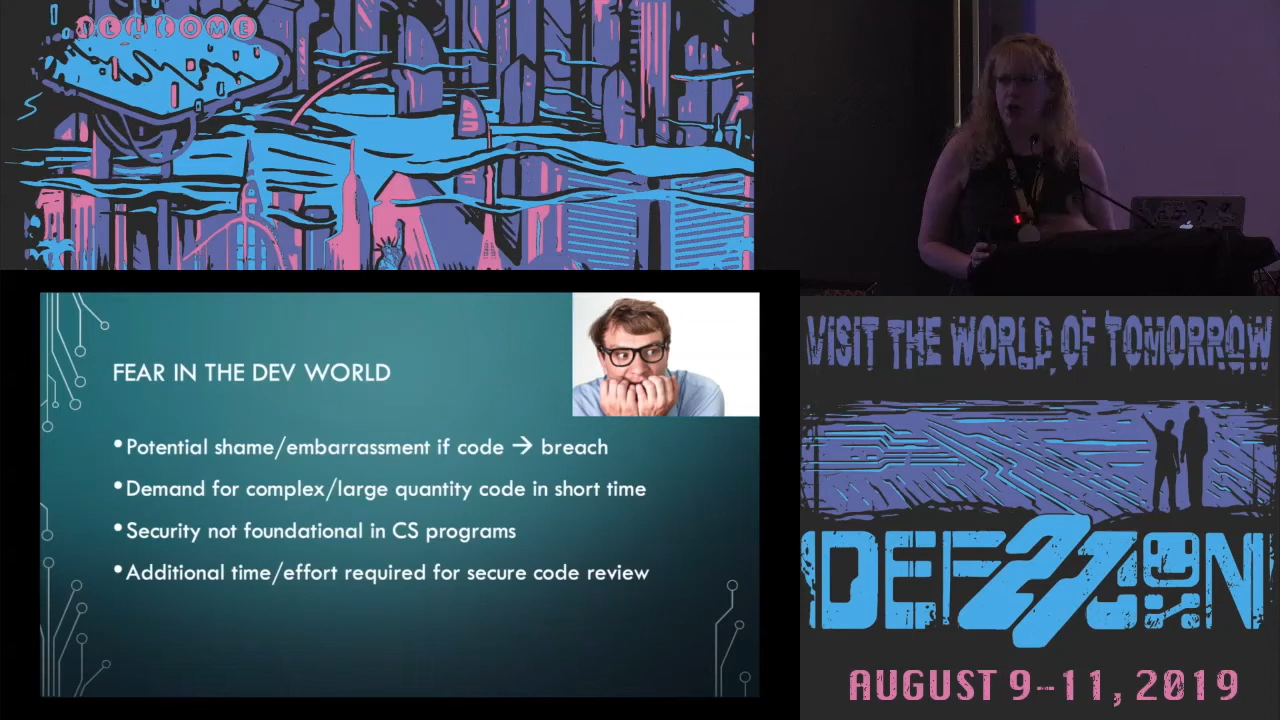 WELCOME
FEAR IN THE DEV WORLD
•Potential shame/embarrassment if code → breach
•Demand for complex/large quantity code in short time
•Security not foundational in CS programs
•Additional time/effort required for secure code review
VISIT THE WORLD OF TOMORROW
DEF27CON
AUGUST 9-11, 2019